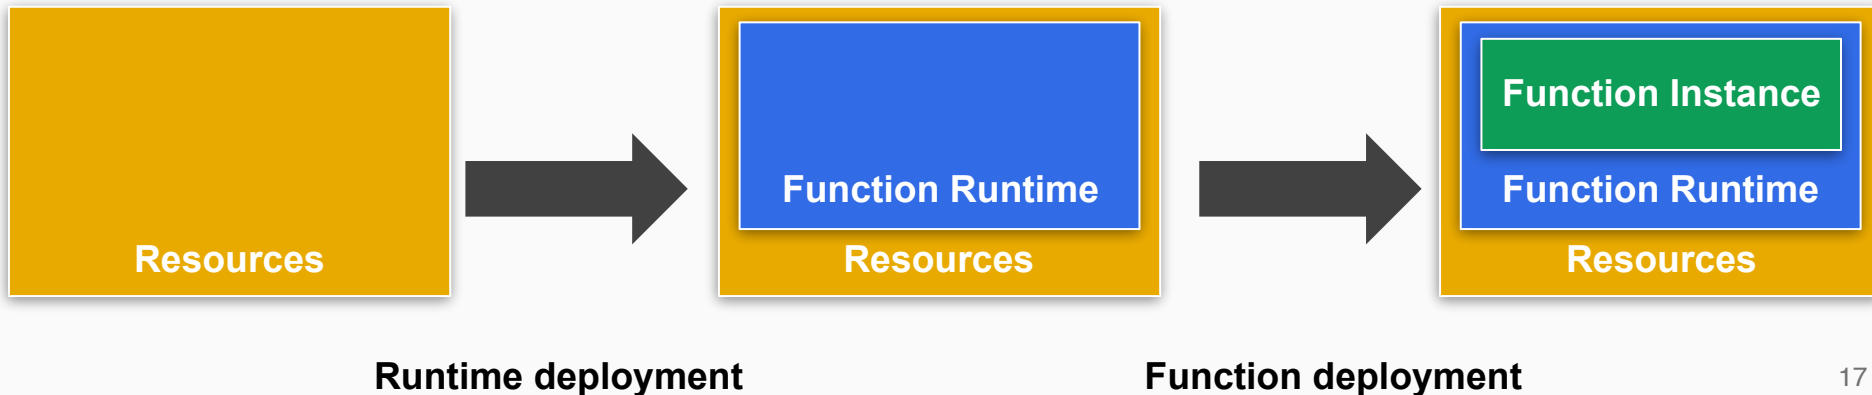 Function Instance
Function Runtime
Function Runtime
Resources
Resources
Resources
Runtime deployment
Function deployment
17